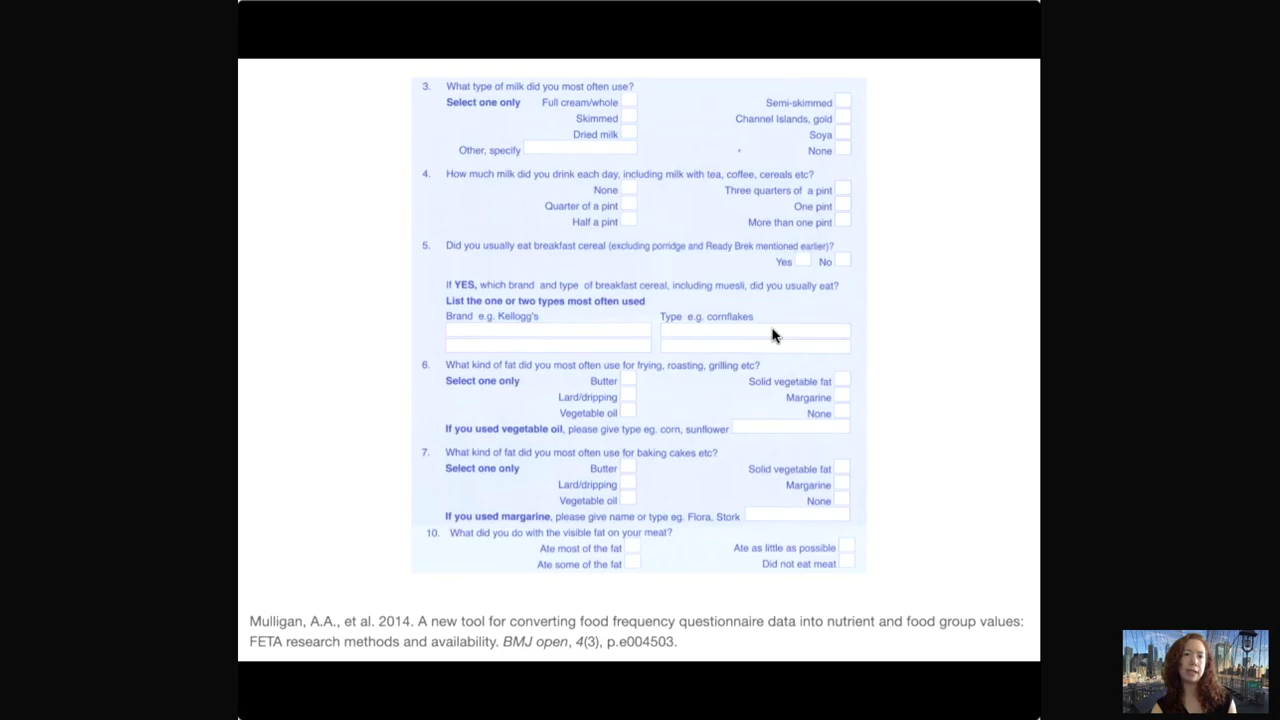 3. What type of milk did you most often use?
Select one only Full cream/whole Semi-skimmed
Skimmed Channel Islands, gold
Dried milk Soya
Other, specify None
4. How much milk did you drink each day, including milk with tea, coffee, cereals etc?
None Three quarters of a pint
Quarter of a pint One pint
Half a pint More than one pint
5. Did you usually eat breakfast cereal (excluding porridge and Ready Brek mentioned earlier)?
Yes No
If YES, which brand and type of breakfast cereal, including muesli, did you usually eat?
List the one or two types most often used
Brand e.g. Kellogg's Type e.g. cornflakes
6. What kind of fat did you most often use for frying, roasting, grilling etc?
Select one only Butter Solid vegetable fat
Lard/dripping Margarine
Vegetable oil None
If you used vegetable oil, please give type eg. corn, sunflower
7. What kind of fat did you most often use for baking cakes etc?
Select one only Butter Solid vegetable fat
Lard/dripping Margarine
Vegetable oil None
If you used margarine, please give name or type eg. Flora, Stork
10. What did you do with the visible fat on your meat?
Ate most of the fat Ate as little as possible
Ate some of the fat Did not eat meat
Mulligan, A.A., et al. 2014. A new tool for converting food frequency questionnaire data into nutrient and food group values:
FETA research methods and availability. BMJ open, 4(3), p.e004503.